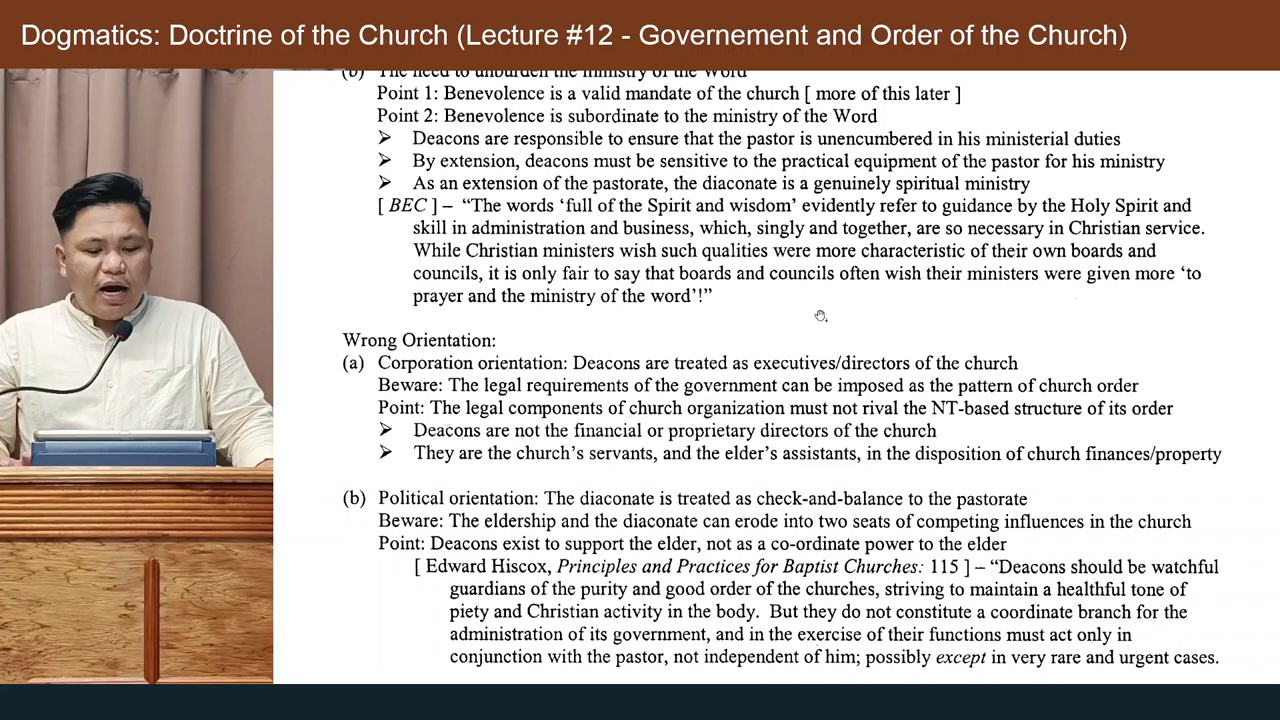 Dogmatics: Doctrine of the Church (Lecture #12 - Governement and Order of the Church)
(b) The need to unburden the ministry of the Word
Point 1: Benevolence is a valid mandate of the church [ more of this later ]
Point 2: Benevolence is subordinate to the ministry of the Word
➢ Deacons are responsible to ensure that the pastor is unencumbered in his ministerial duties
➢ By extension, deacons must be sensitive to the practical equipment of the pastor for his ministry
➢ As an extension of the pastorate, the diaconate is a genuinely spiritual ministry
[ BEC ] – “The words ‘full of the Spirit and wisdom’ evidently refer to guidance by the Holy Spirit and
skill in administration and business, which, singly and together, are so necessary in Christian service.
While Christian ministers wish such qualities were more characteristic of their own boards and
councils, it is only fair to say that boards and councils often wish their ministers were given more ‘to
prayer and the ministry of the word’!”
Wrong Orientation:
(a) Corporation orientation: Deacons are treated as executives/directors of the church
Beware: The legal requirements of the government can be imposed as the pattern of church order
Point: The legal components of church organization must not rival the NT-based structure of its order
➢ Deacons are not the financial or proprietary directors of the church
➢ They are the church’s servants, and the elder’s assistants, in the disposition of church finances/property
(b) Political orientation: The diaconate is treated as check-and-balance to the pastorate
Beware: The eldership and the diaconate can erode into two seats of competing influences in the church
Point: Deacons exist to support the elder, not as a co-ordinate power to the elder
[ Edward Hiscox, Principles and Practices for Baptist Churches: 115 ] – “Deacons should be watchful
guardians of the purity and good order of the churches, striving to maintain a healthful tone of
piety and Christian activity in the body. But they do not constitute a coordinate branch for the
administration of its government, and in the exercise of their functions must act only in
conjunction with the pastor, not independent of him; possibly except in very rare and urgent cases.